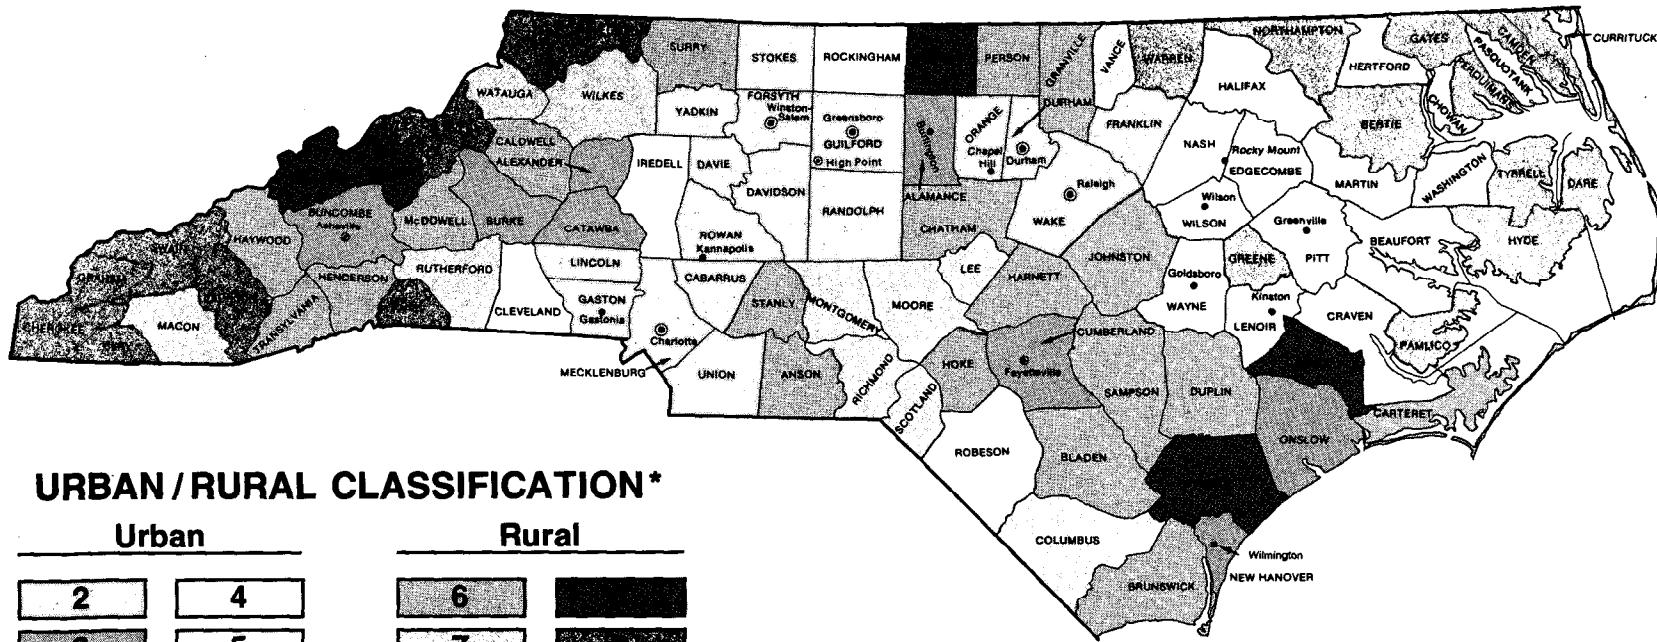 SURRY
STOKES
ROCKINGHAM
PERSON
GRANVILLE
VANCE
WARREN
NORTHAMPTON
GATES
CAMDEN
CURRITUCK
PASQUOTANK
HERTFORD
WATAUGA
WILKES
YADKIN
FORSYTH
Winston-
Salem
Greensboro
GUILFORD
High Point
Burlington
ALAMANCE
ORANGE
Chapel
Hill
Durham
DURHAM
FRANKLIN
HALIFAX
BERTIE
CHOWAN
CALDWELL
ALEXANDER
IREDELL
DAVIE
DAVIDSON
RANDOLPH
CHATHAM
Raleigh
WAKE
NASH
Rocky Mount
EDGECOMBE
MARTIN
WASHINGTON
TYRRELL
DARE
BUNCOMBE
Asheville
McDOWELL
BURKE
CATAWBA
ROWAN
Kannapolis
Wilson
WILSON
Greenville
PITT
BEAUFORT
HYDE
SWAIN
HAYWOOD
GRAHAM
HENDERSON
RUTHERFORD
LINCOLN
CABARRUS
STANLY
MONTGOMERY
MOORE
LEE
HARNETT
JOHNSTON
GREENE
Goldsboro
WAYNE
Kinston
LENOIR
CRAVEN
PAMLICO
CHEROKEE
MACON
TRANSYLVANIA
CLEVELAND
GASTON
Gastonia
Charlotte
MECKLENBURG
UNION
ANSON
RICHMOND
SCOTLAND
HOKE
CUMBERLAND
Fayetteville
SAMPSON
DUPLIN
CARTERET
ONSLOW
ROBESON
BLADEN
COLUMBUS
BRUNSWICK
Wilmington
NEW HANOVER
URBAN / RURAL CLASSIFICATION*
Urban
Rural
2
4
6
5
7